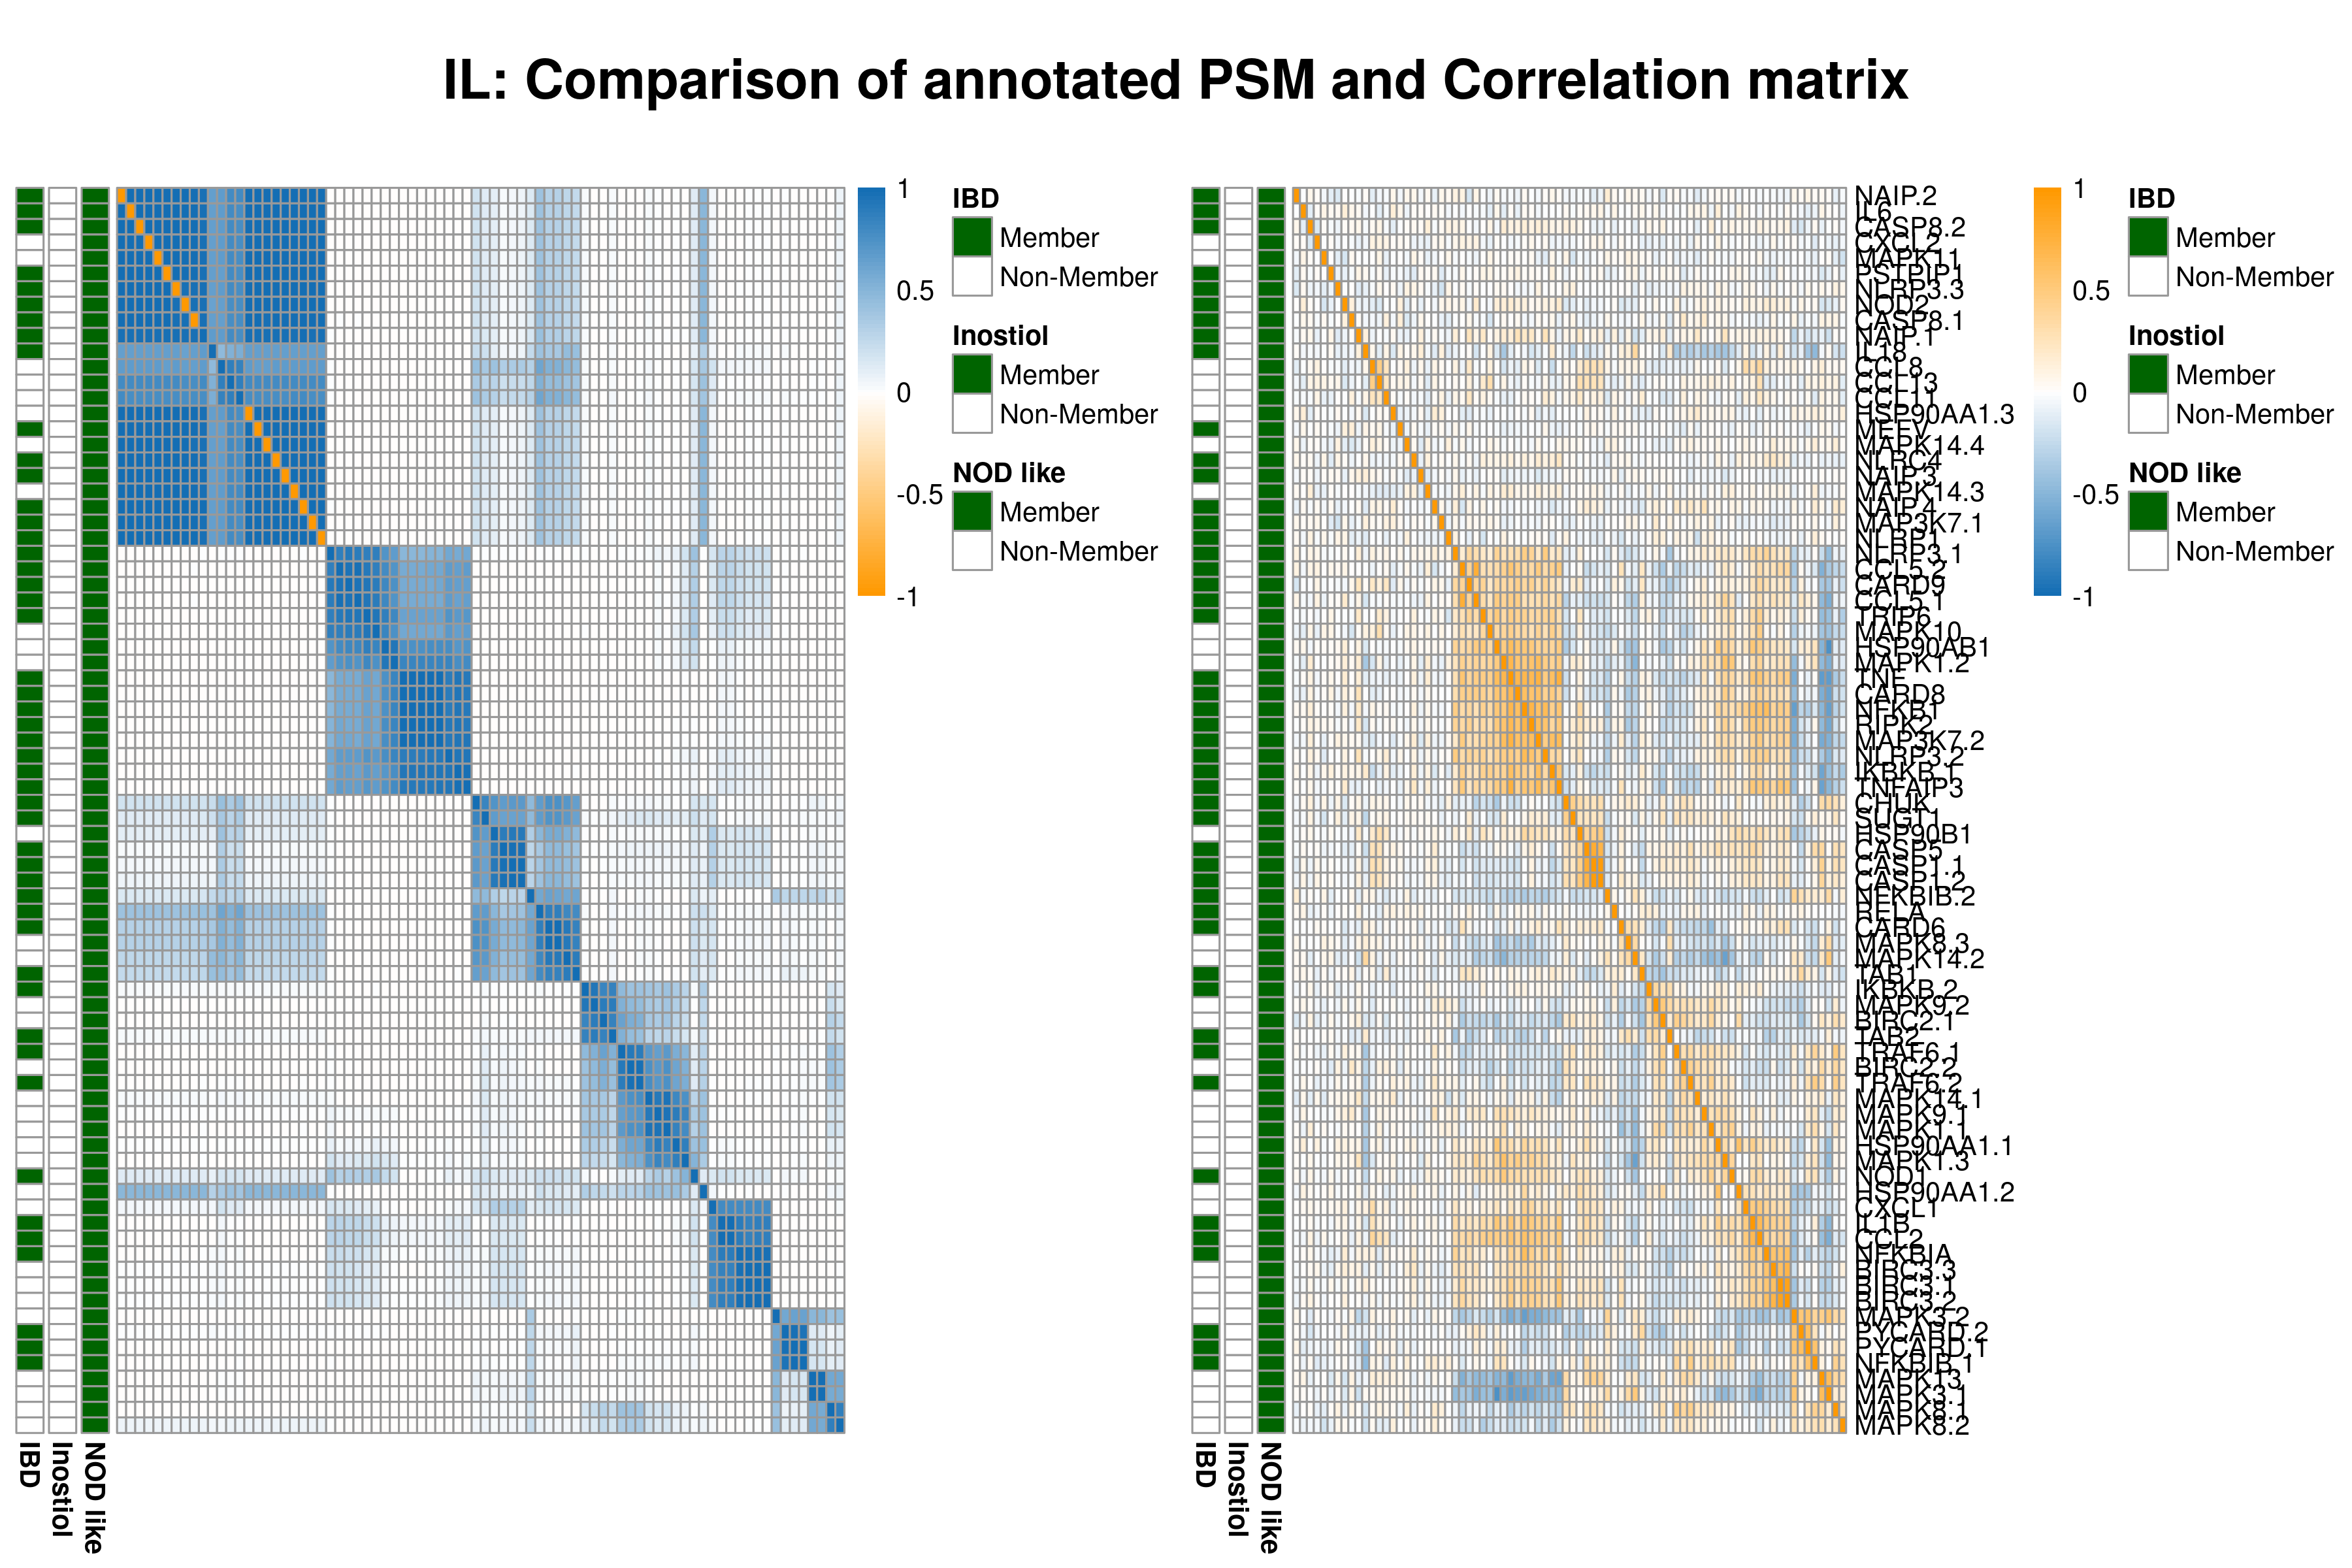 IL: Comparison of annotated PSM and Correlation matrix
1
0.5
0
-0.5
-1
IBD
Member
Non-Member
Inostiol
Member
Non-Member
NOD like
Member
Non-Member
IBD
Inostiol
NOD like
NAIP.2
IL6
CASP8.2
CXCL2
MAPK11
PSTPIP1
NLRP3.3
NOD2
CASP8.1
NAIP.1
IL18
CCL8
CCL13
CCL11
HSP90AA1.3
MEFV
MAPK14.4
NLRC4
NAIP.3
MAPK14.3
NAIP.4
MAP3K7.1
NLRP1
NLRP3.1
CCL5.2
CARD9
CCL5.1
TRIP6
MAPK10
HSP90AB1
MAPK1.2
TNF
CARD8
NFKB1
RIPK2
MAP3K7.2
NLRP3.2
IKBKB.1
TNFAIP3
CHUK
SUGT1
HSP90B1
CASP5
CASP1.1
CASP1.2
NFKBIB.2
RELA
CARD6
MAPK8.3
MAPK14.2
TAB1
IKBKB.2
MAPK9.2
BIRC2.1
TAB2
TRAF6.1
BIRC2.2
TRAF6.2
MAPK14.1
MAPK9.1
MAPK1.1
HSP90AA1.1
MAPK1.3
NOD1
HSP90AA1.2
CXCL1
IL1B
CCL2
NFKBIA
BIRC3.3
BIRC3.1
BIRC3.2
MAPK3.2
PYCARD.2
PYCARD.1
NFKBIB.1
MAPK13
MAPK3.1
MAPK8.1
MAPK8.2
1
0.5
0
-0.5
-1
IBD
Member
Non-Member
Inostiol
Member
Non-Member
NOD like
Member
Non-Member
IBD
Inostiol
NOD like